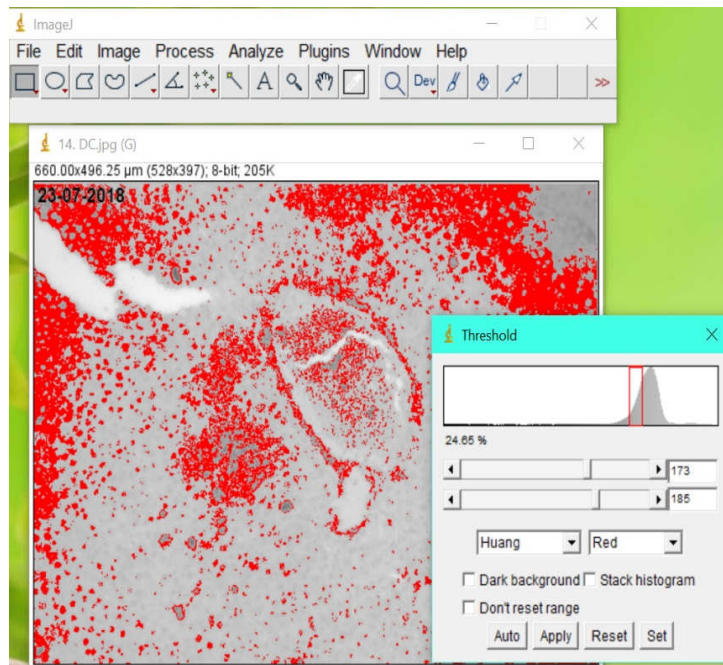 ImageJ
File Edit Image Process Analyze Plugins Window Help
A Dev >>
14. DC.jpg (G)
660.00x496.25 µm (528x397); 8-bit; 205K
23-07-2018
Threshold
24.65 %
173
185
Huang Red
Dark background Stack histogram
Don't reset range
Auto Apply Reset Set